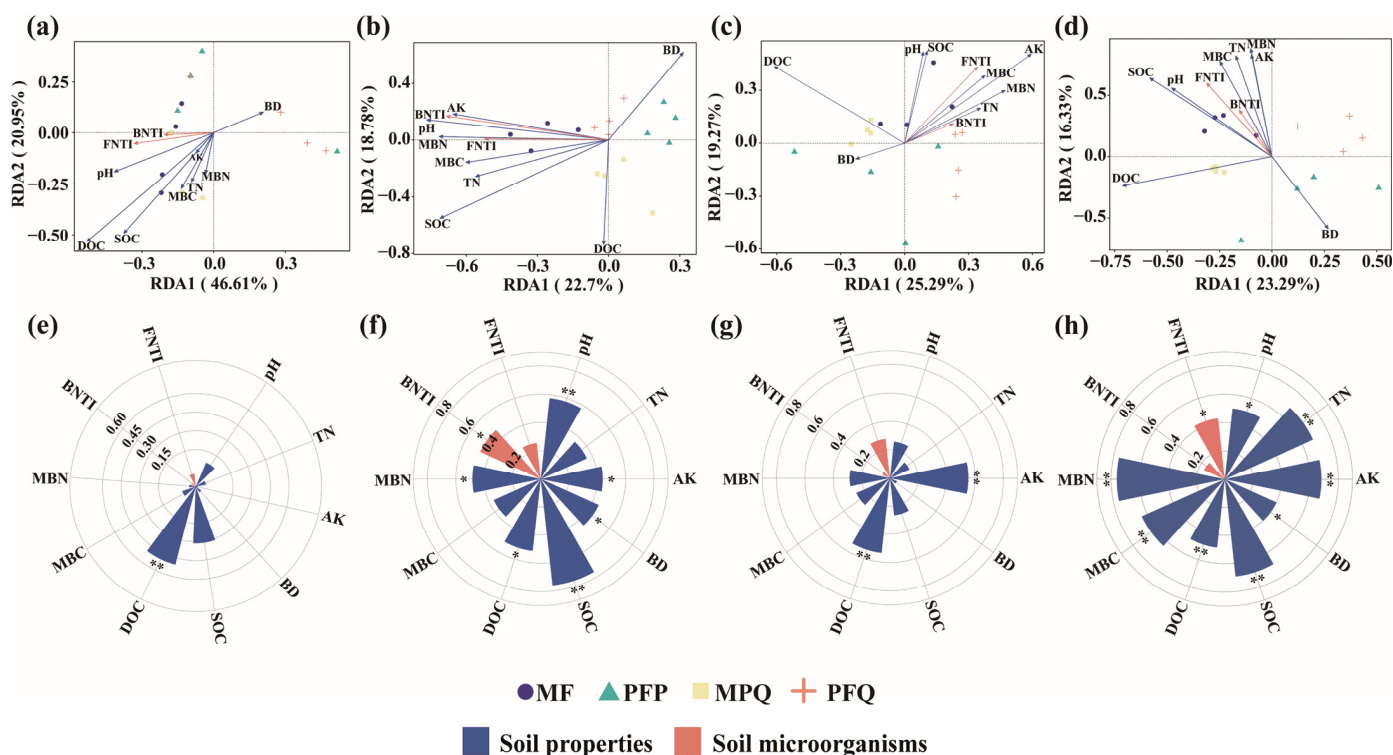 (a)
0.25
0.00
−0.25
−0.50
RDA2 ( 20.95% )
BD
BNTI
FNTI
AK
pH
MBN
TN
MBC
SOC
DOC
−0.3
0.0
0.3
RDA1 ( 46.61% )
(b)
0.4
0.0
−0.4
−0.8
RDA2 ( 18.78% )
BD
AK
BNTI
pH
MBN
FNTI
MBC
TN
SOC
DOC
−0.6
−0.3
0.0
0.3
RDA1 ( 22.7% )
(c)
0.6
0.3
0.0
−0.3
−0.6
RDA2 ( 19.27% )
DOC
pH
SOC
AK
FNTI
MBC
MBN
TN
BNTI
BD
−0.6
−0.3
0.0
0.3
0.6
RDA1 ( 25.29% )
(d)
0.5
0.0
−0.5
RDA2 ( 16.33% )
MBN
TN
MBC
AK
SOC
pH
FNTI
BNTI
DOC
BD
−0.75
−0.50
−0.25
0.00
0.25
0.50
RDA1 ( 23.29% )
(e)
FNTI
pH
BNTI
TN
0.60
0.45
0.30
0.15
MBN
AK
MBC
BD
DOC
SOC
**
(f)
FNTI
pH
BNTI
TN
0.8
0.6
0.4
0.2
MBN
AK
MBC
BD
DOC
SOC
**
*
*
*
*
*
**
(g)
FNTI
pH
BNTI
TN
0.8
0.6
0.4
0.2
MBN
AK
MBC
BD
DOC
SOC
**
**
(h)
FNTI
pH
BNTI
TN
0.8
0.6
0.4
0.2
MBN
AK
MBC
BD
DOC
SOC
*
*
**
**
**
*
**
**
**
MF PFP MPQ PFQ
Soil properties Soil microorganisms